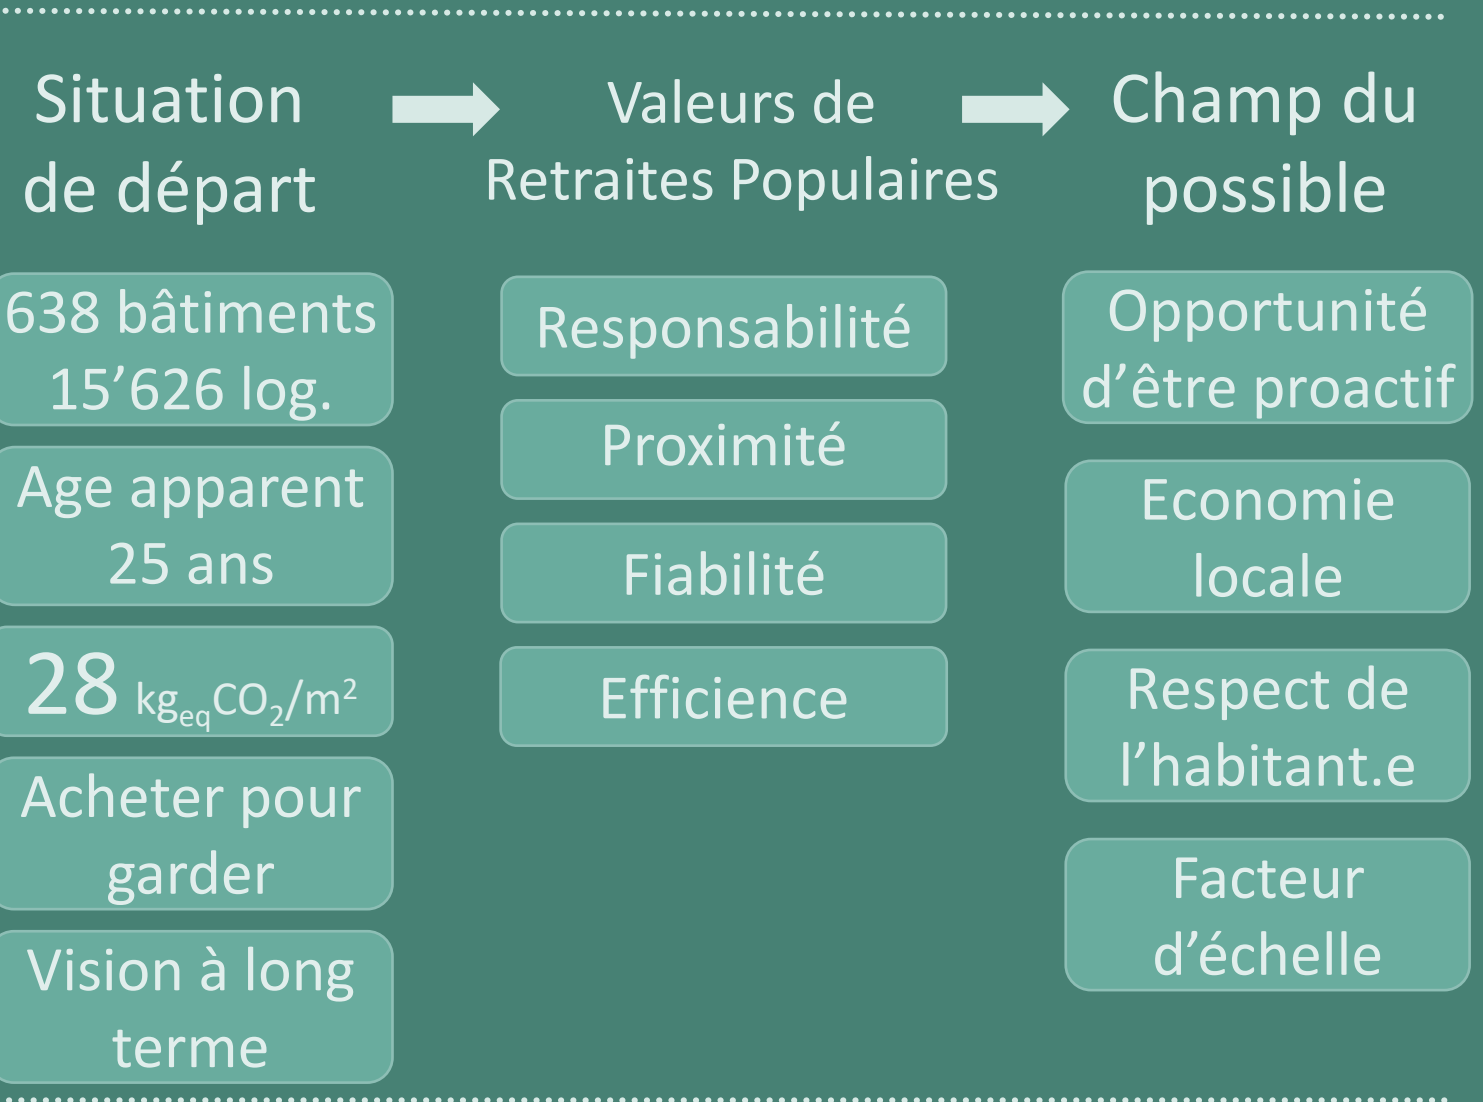 Situation
de départ
Valeurs de
Retraites Populaires
Champ du
possible
638 bâtiments
15’626 log.
Age apparent
25 ans
28 kgeqCO₂/m²
Acheter pour
garder
Vision à long
terme
Responsabilité
Proximité
Fiabilité
Efficience
Opportunité
d’être proactif
Economie
locale
Respect de
l’habitant.e
Facteur
d’échelle